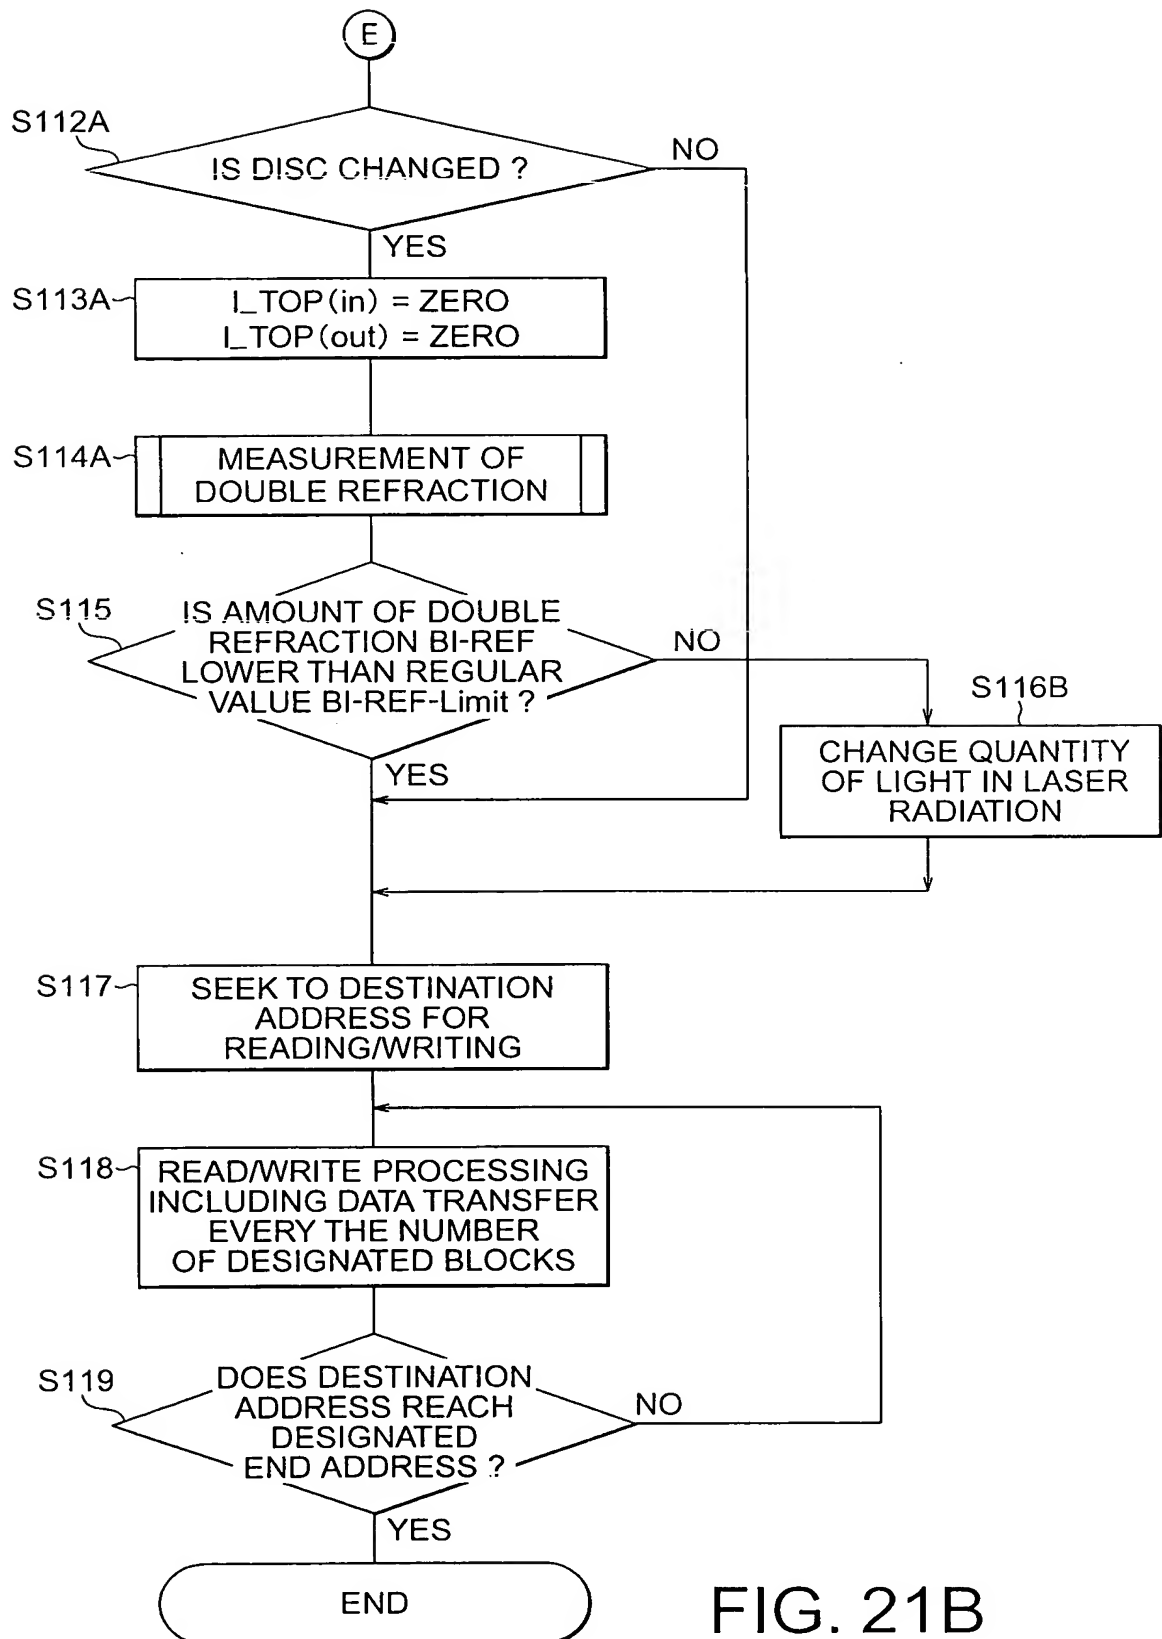 E
S112A
IS DISC CHANGED ?
NO
YES
S113A
I_TOP(in) = ZERO
I_TOP(out) = ZERO
S114A
MEASUREMENT OF
DOUBLE REFRACTION
S115
IS AMOUNT OF DOUBLE
REFRACTION BI-REF
LOWER THAN REGULAR
VALUE BI-REF-Limit ?
NO
YES
S116B
CHANGE QUANTITY
OF LIGHT IN LASER
RADIATION
S117
SEEK TO DESTINATION
ADDRESS FOR
READING/WRITING
S118
READ/WRITE PROCESSING
INCLUDING DATA TRANSFER
EVERY THE NUMBER
OF DESIGNATED BLOCKS
S119
DOES DESTINATION
ADDRESS REACH
DESIGNATED
END ADDRESS ?
NO
YES
END
FIG. 21B